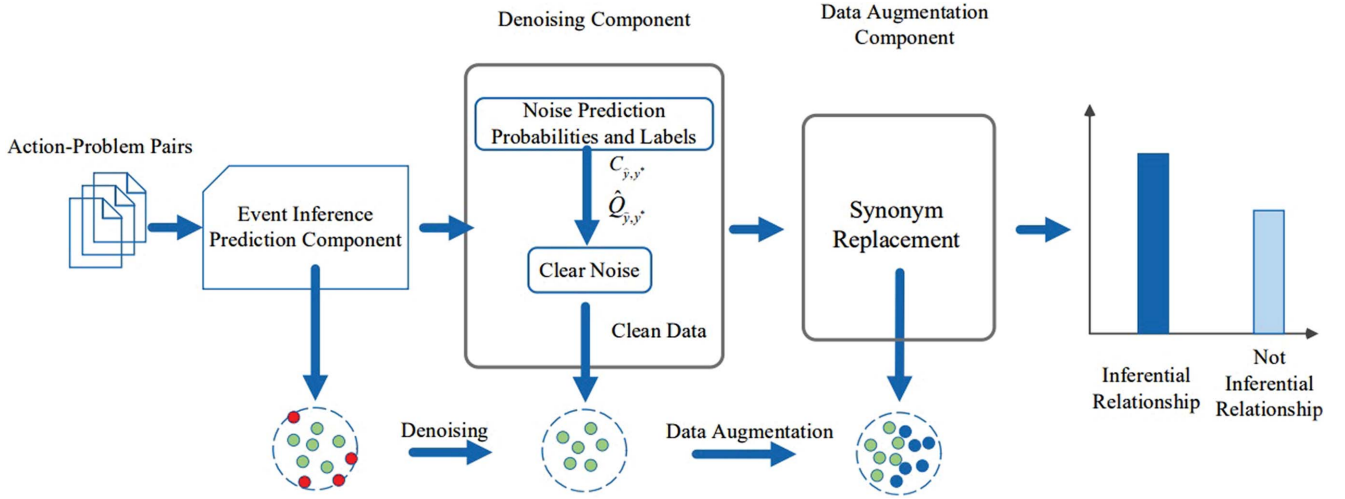 Denoising Component
Data Augmentation
Component
Action-Problem Pairs
Event Inference
Prediction Component
Noise Prediction
Probabilities and Labels
C_{ỹ,y*}
Q̂_{ỹ,y*}
Clear Noise
Clean Data
Synonym
Replacement
Inferential
Relationship
Not
Inferential
Relationship
Denoising
Data Augmentation